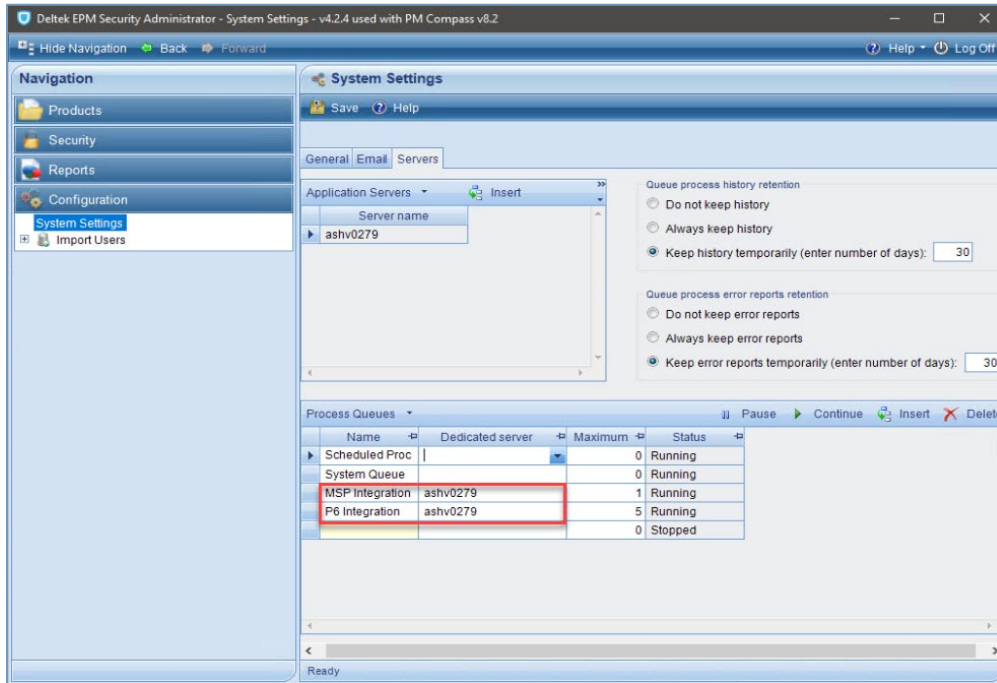 Deltek EPM Security Administrator - System Settings - v4.2.4 used with PM Compass v8.2
Hide Navigation Back Forward Help Log Off
Navigation
Products
Security
Reports
Configuration
System Settings
Import Users
System Settings
Save Help
General Email Servers
Application Servers Insert
Server name
ashv0279
Queue process history retention
Do not keep history
Always keep history
Keep history temporarily (enter number of days): 30
Queue process error reports retention
Do not keep error reports
Always keep error reports
Keep error reports temporarily (enter number of days): 30
Process Queues Pause Continue Insert Delet
Name Dedicated server Maximum Status
Scheduled Proc 0 Running
System Queue 0 Running
MSP Integration ashv0279 1 Running
P6 Integration ashv0279 5 Running
0 Stopped
Ready